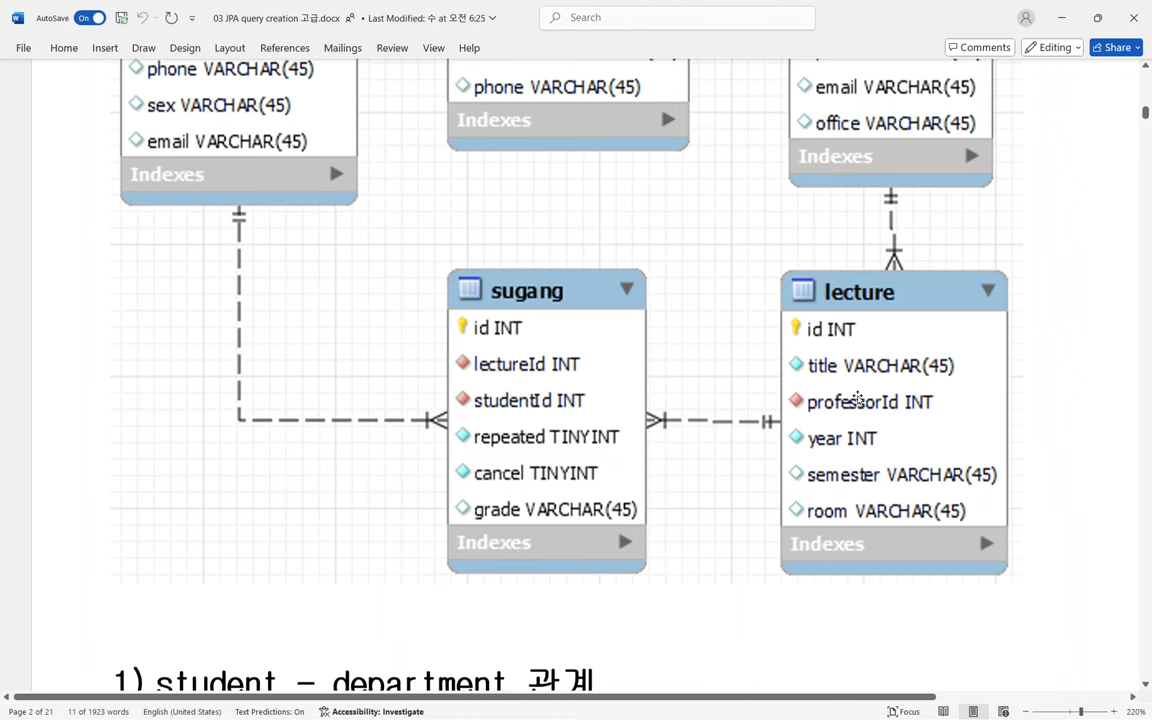 AutoSave On 03 JPA query creation 고급.docx • Last Modified: 수 at 오전 6:25 Search
File Home Insert Draw Design Layout References Mailings Review View Help Comments Editing Share
phone VARCHAR(45)
sex VARCHAR(45)
email VARCHAR(45)
Indexes
phone VARCHAR(45)
Indexes
email VARCHAR(45)
office VARCHAR(45)
Indexes
sugang
id INT
lectureId INT
studentId INT
repeated TINYINT
cancel TINYINT
grade VARCHAR(45)
Indexes
lecture
id INT
title VARCHAR(45)
professorId INT
year INT
semester VARCHAR(45)
room VARCHAR(45)
Indexes
1) student - department 관계
Page 2 of 21 11 of 1923 words English (United States) Text Predictions: On Accessibility: Investigate Focus 220%